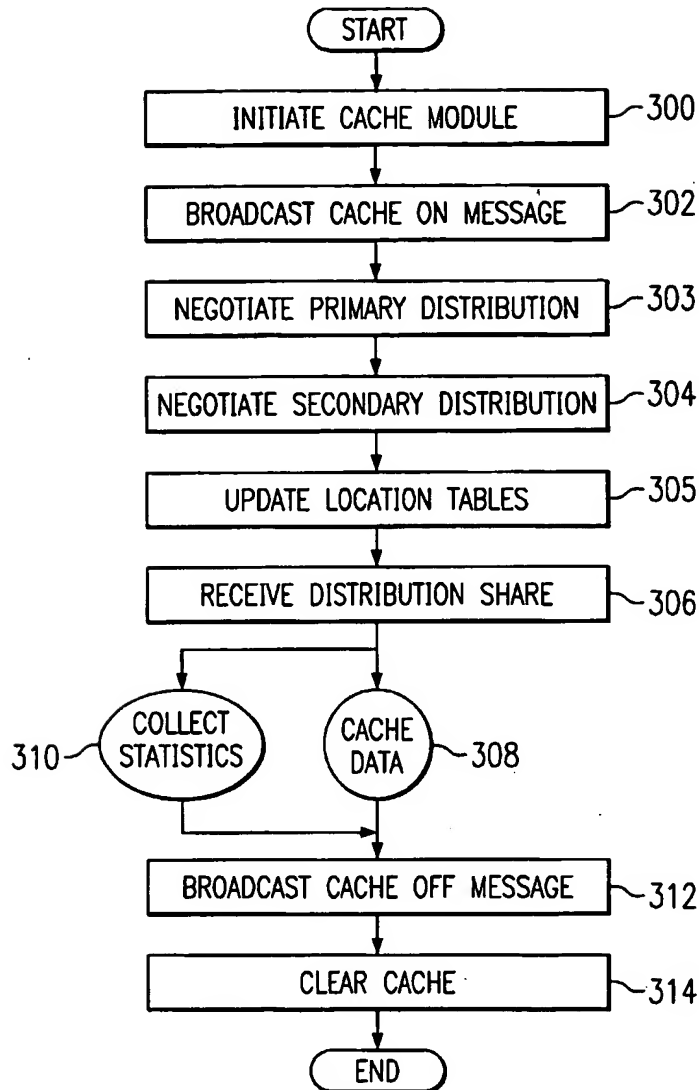 START
INITIATE CACHE MODULE
300
BROADCAST CACHE ON MESSAGE
302
NEGOTIATE PRIMARY DISTRIBUTION
303
NEGOTIATE SECONDARY DISTRIBUTION
304
UPDATE LOCATION TABLES
305
RECEIVE DISTRIBUTION SHARE
306
310
COLLECT
STATISTICS
CACHE
DATA
308
BROADCAST CACHE OFF MESSAGE
312
CLEAR CACHE
314
END